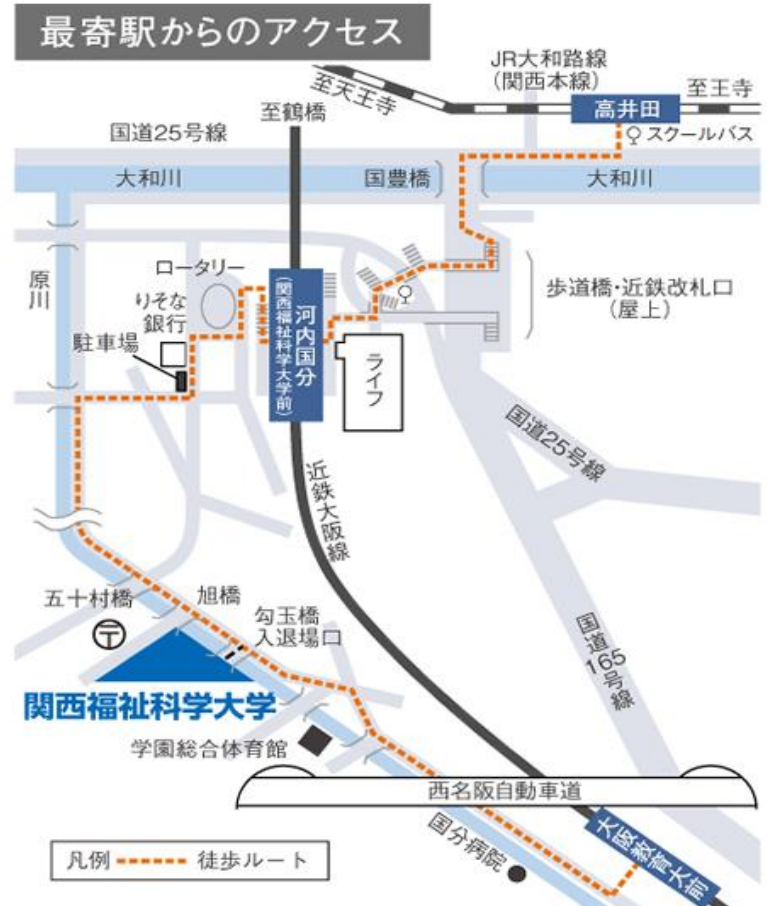 最寄駅からのアクセス
JR大和路線
(関西本線)
至天王寺
至王寺
高井田
スクールバス
至鶴橋
国道25号線
大和川
国豊橋
大和川
原川
ロータリー
りそな
銀行
駐車場
河内国分
(関西福祉科学大学前)
ライフ
歩道橋・近鉄改札口
(屋上)
国道25号線
近鉄大阪線
五十村橋
旭橋
勾玉橋
入退場口
〒
国道165号線
関西福祉科学大学
学園総合体育館
西名阪自動車道
国分病院
大阪教育大前
凡例 徒歩ルート